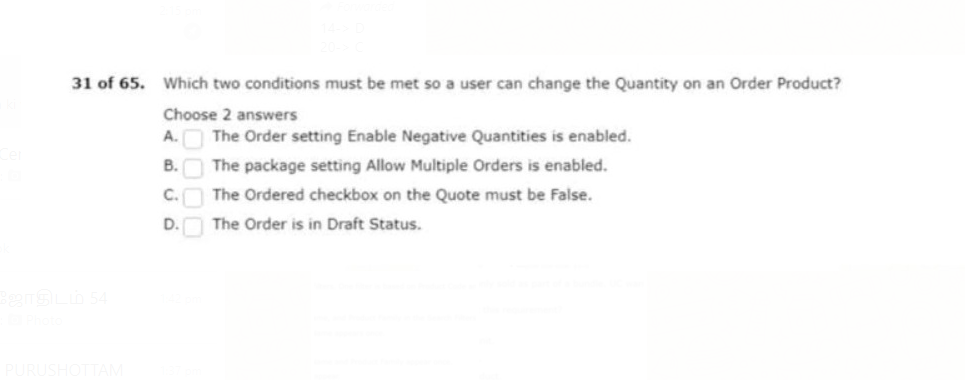 31 of 65. Which two conditions must be met so a user can change the Quantity on an Order Product?
Choose 2 answers
A. The Order setting Enable Negative Quantities is enabled.
B. The package setting Allow Multiple Orders is enabled.
C. The Ordered checkbox on the Quote must be False.
D. The Order is in Draft Status.
PURUSHOTTAM